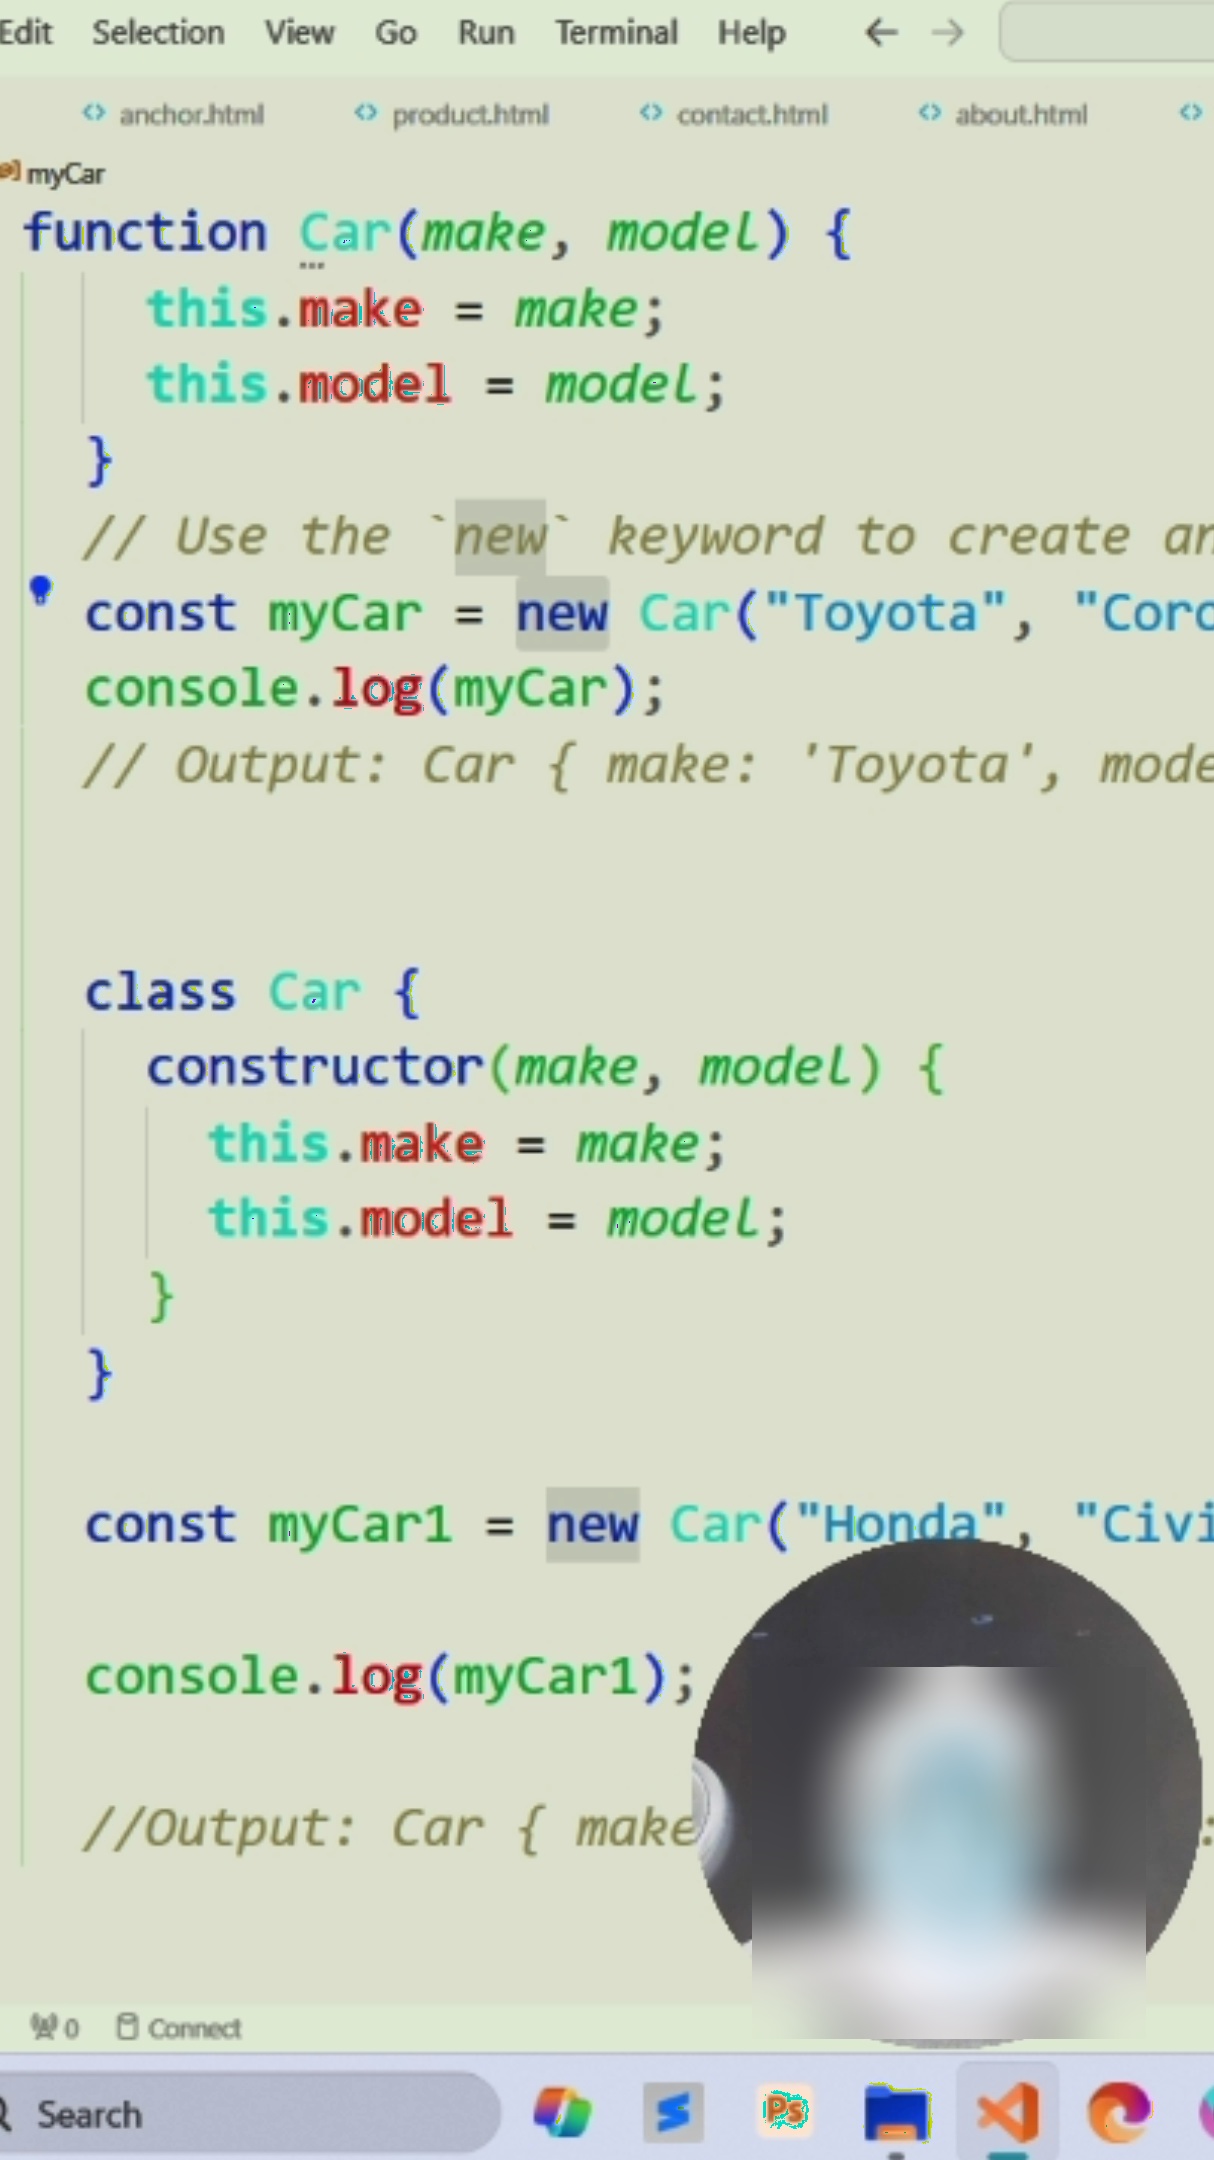 Edit Selection View Go Run Terminal Help
anchor.html product.html contact.html about.html
myCar
function Car(make, model) {
this.make = make;
this.model = model;
}
// Use the `new` keyword to create an
const myCar = new Car("Toyota", "Coro
console.log(myCar);
// Output: Car { make: 'Toyota', mode
class Car {
constructor(make, model) {
this.make = make;
this.model = model;
}
}
const myCar1 = new Car("Honda", "Civi
console.log(myCar1);
//Output: Car { make :
0 Connect
Search
Ps